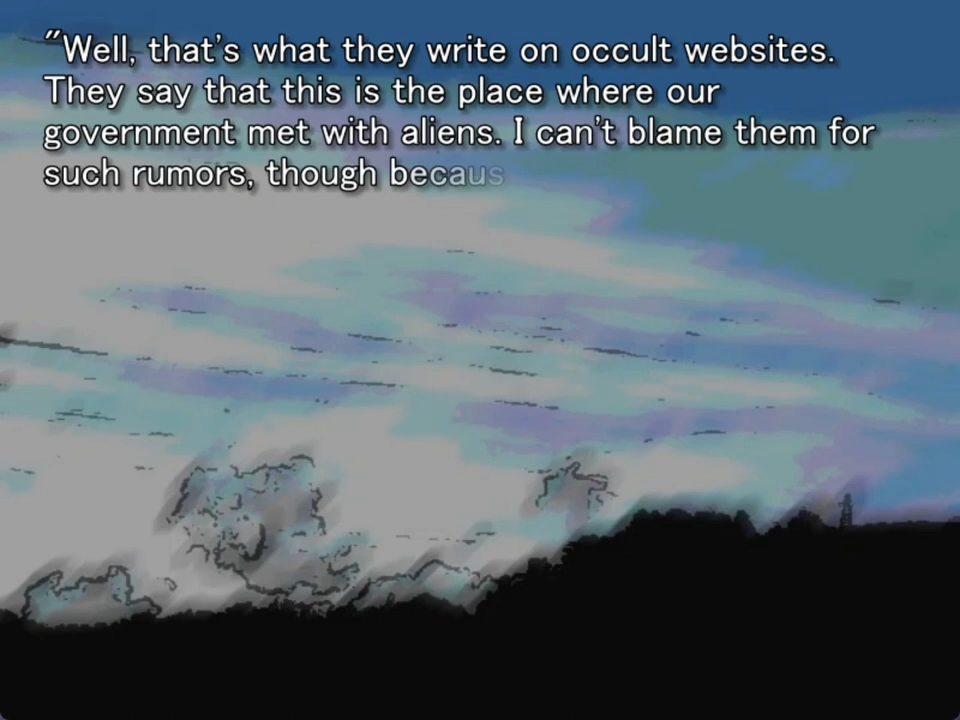 "Well, that's what they write on occult websites.
They say that this is the place where our
government met with aliens. I can't blame them for
such rumors, though becaus